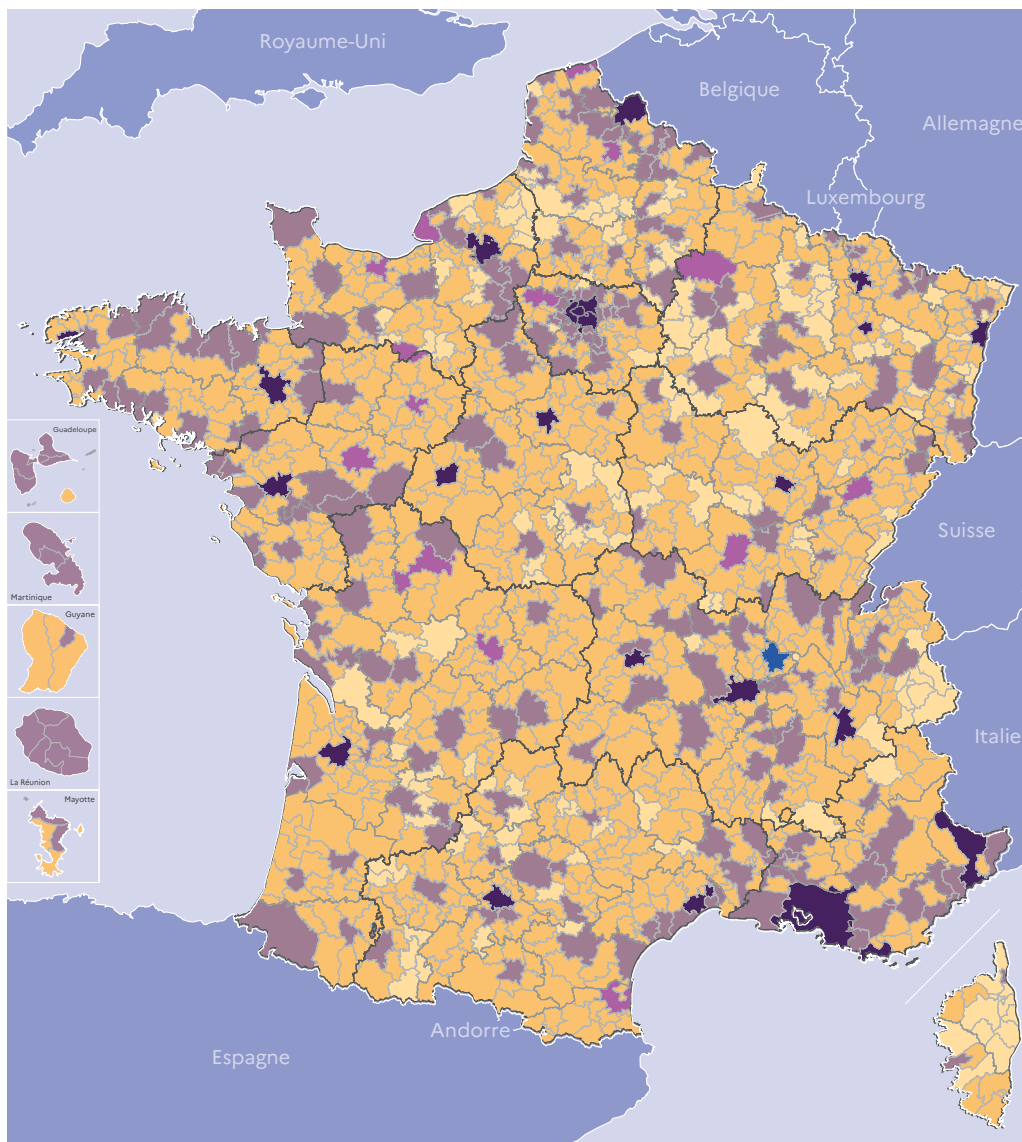 Royaume-Uni
Belgique
Allemagne
Luxembourg
Guadeloupe
Suisse
Martinique
Guyane
La Réunion
Italie
Mayotte
Andorre
Espagne